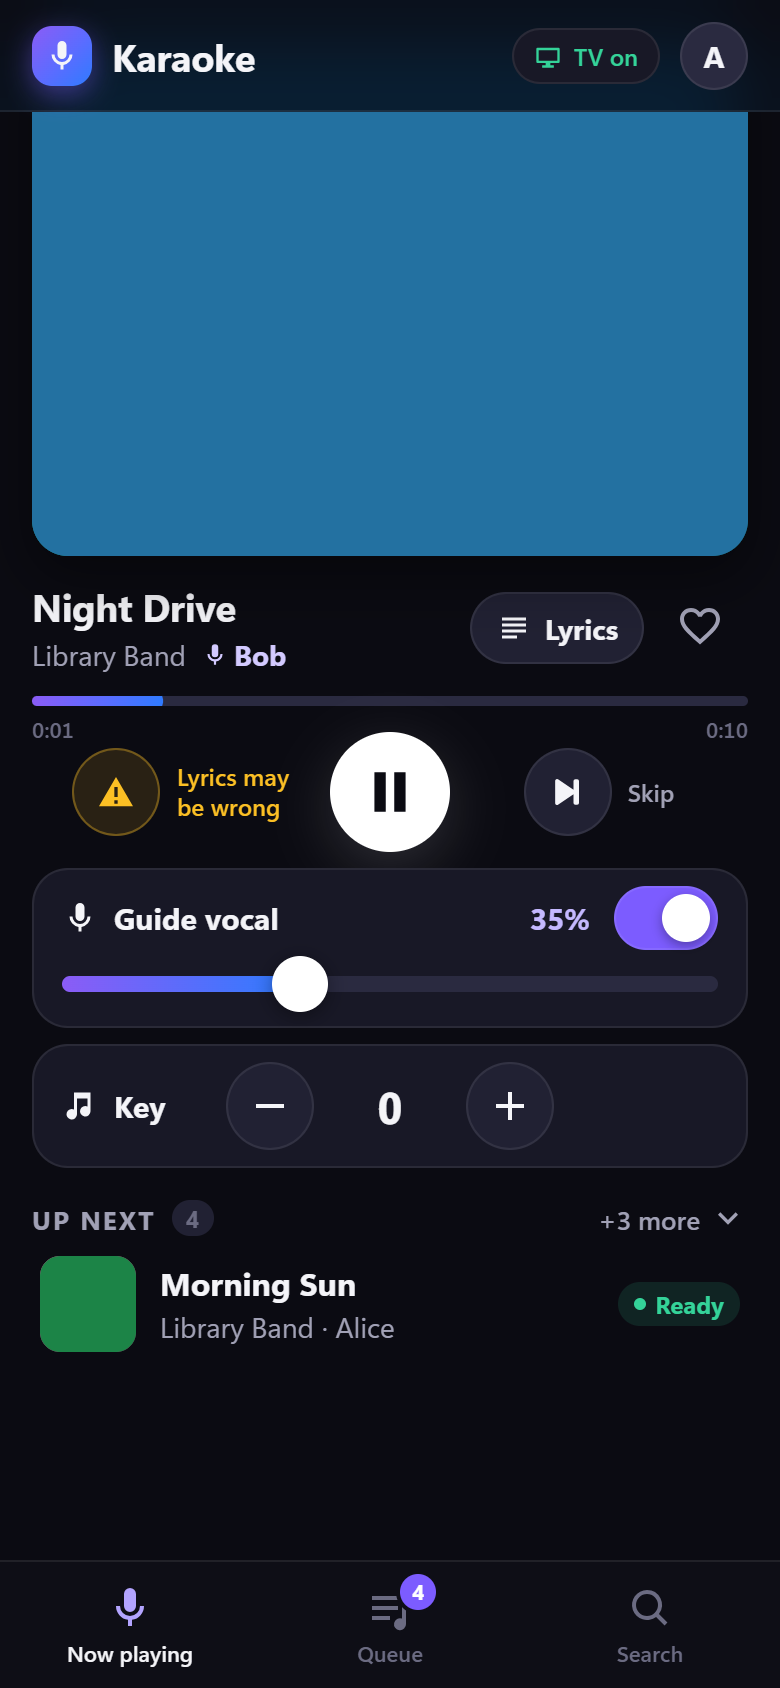 Karaoke
TV on
A
Night Drive
Lyrics
Library Band Bob
0:01
0:10
Lyrics may
be wrong
Skip
Guide vocal
35%
Key
0
UP NEXT 4
+3 more
Morning Sun
Library Band · Alice
Ready
Now playing
4
Queue
Search